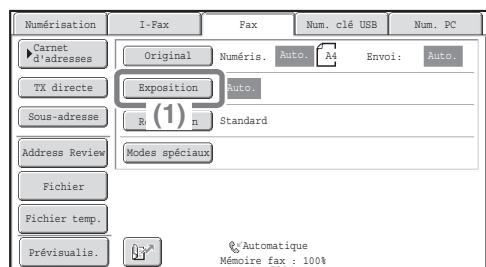 Numérisation I-Fax Fax Num. clé USB Num. PC
Carnet d'adresses
Original Numéris. Auto. A4 Envoi: Auto.
TX directe
Exposition Auto.
Sous-adresse
(1)
Standard
Address Review
Modes spéciaux
Fichier
Fichier temp.
Prévisualis.
Automatique
Mémoire fax : 100%